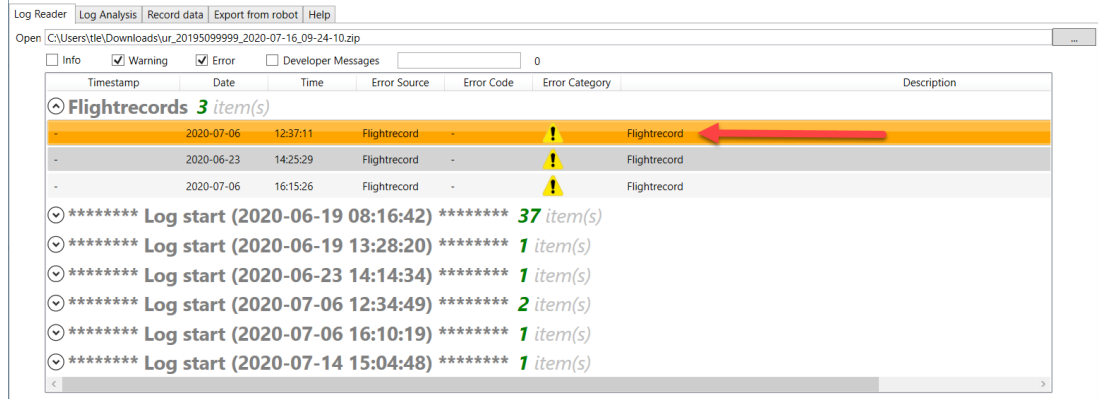 Log Reader Log Analysis Record data Export from robot Help
Open C:\Users\tle\Downloads\ur_20195099999_2020-07-16_09-24-10.zip ...
Info Warning Error Developer Messages 0
Timestamp Date Time Error Source Error Code Error Category Description
Flightrecords 3 item(s)
- 2020-07-06 12:37:11 Flightrecord - Flightrecord
- 2020-06-23 14:25:29 Flightrecord - Flightrecord
- 2020-07-06 16:15:26 Flightrecord - Flightrecord
******** Log start (2020-06-19 08:16:42) ******** 37 item(s)
******** Log start (2020-06-19 13:28:20) ******** 1 item(s)
******** Log start (2020-06-23 14:14:34) ******** 1 item(s)
******** Log start (2020-07-06 12:34:49) ******** 2 item(s)
******** Log start (2020-07-06 16:10:19) ******** 1 item(s)
******** Log start (2020-07-14 15:04:48) ******** 1 item(s)